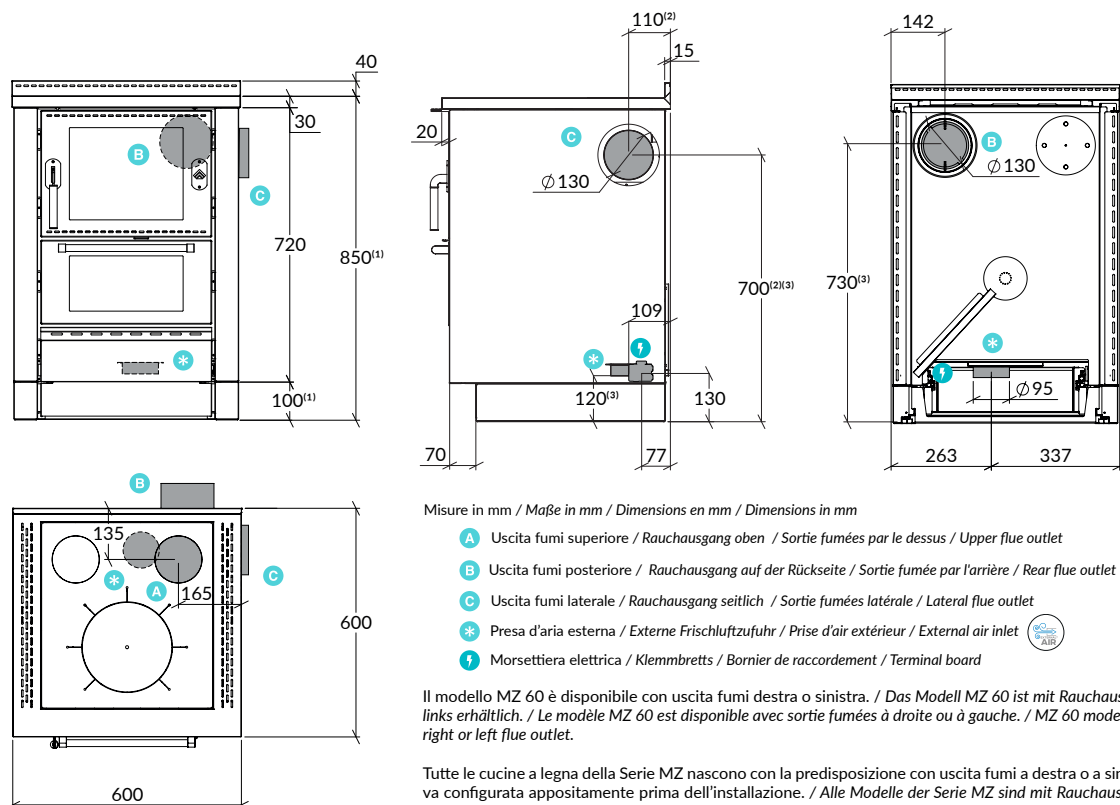 40
30
B
C
720
850(1)
*
100(1)
110(2)
15
20
C
Ø 130
700(2)(3)
109
*
120(3)
130
70
77
142
B
Ø 130
730(3)
*
Ø 95
263
337
B
135
*
A
165
C
600
600
Misure in mm / Maße in mm / Dimensions en mm / Dimensions in mm
A Uscita fumi superiore / Rauchausgang oben / Sortie fumées par le dessus / Upper flue outlet
B Uscita fumi posteriore / Rauchausgang auf der Rückseite / Sortie fumée par l'arrière / Rear flue outlet
C Uscita fumi laterale / Rauchausgang seitlich / Sortie fumées latérale / Lateral flue outlet
* Presa d'aria esterna / Externe Frischluftzufuhr / Prise d'air extérieur / External air inlet
AIR
Morsettiera elettrica / Klemmbretts / Bornier de raccordement / Terminal board
Il modello MZ 60 è disponibile con uscita fumi destra o sinistra. / Das Modell MZ 60 ist mit Rauchaus
links erhältlich. / Le modèle MZ 60 est disponible avec sortie fumées à droite ou à gauche. / MZ 60 mode
right or left flue outlet.
Tutte le cucine a legna della Serie MZ nascono con la predisposizione con uscita fumi a destra o a sin
va configurata appositamente prima dell'installazione. / Alle Modelle der Serie MZ sind mit Rauchaus